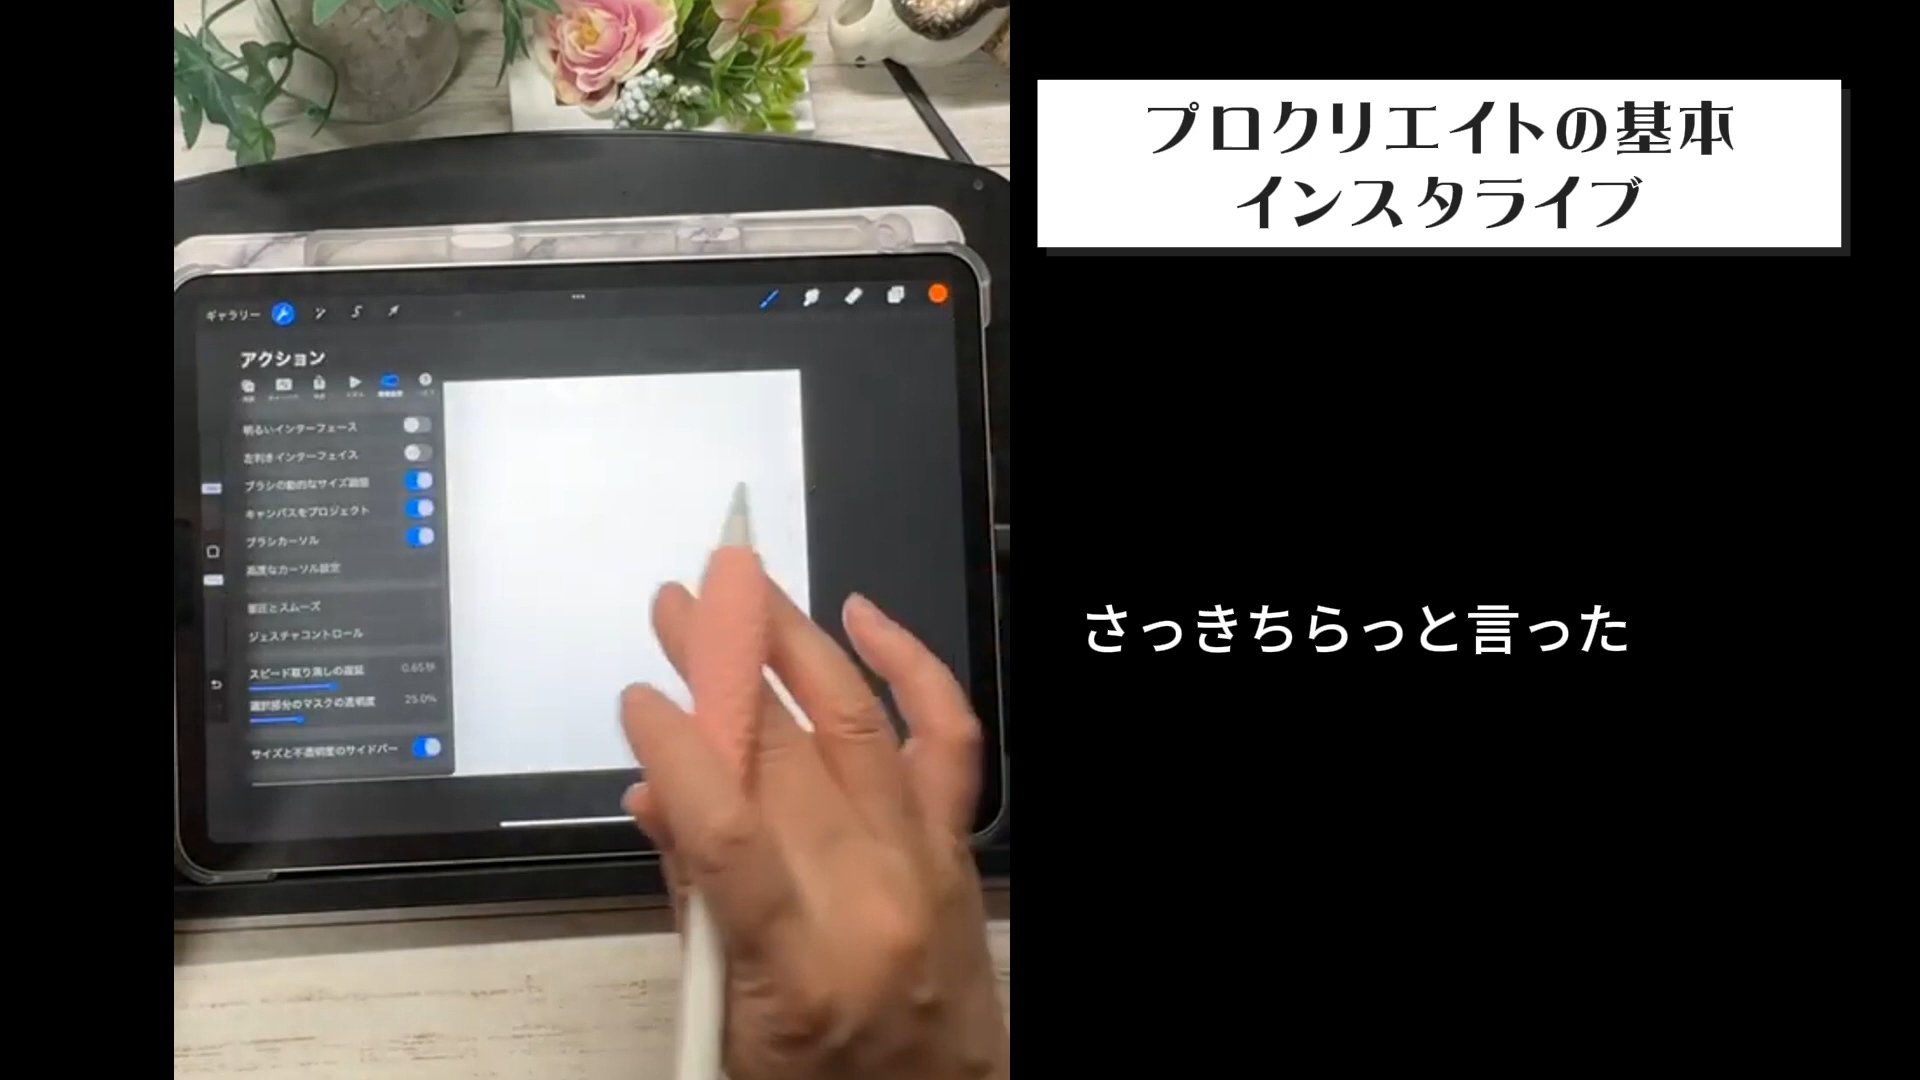 プロクリエイトの基本
インスタライブ
さっきちらっと言った
ギャラリー
アクション
明るいインターフェース
左利きインターフェイス
ブラシの動的なサイズ調整
キャンバスをプロジェクト
ブラシカーソル
高度なカーソル設定
筆圧とスムーズ
ジェスチャコントロール
スピード取り消しの遅延 0.65秒
選択部分のマスクの透明度 25.0%
サイズと不透明度のサイドバー